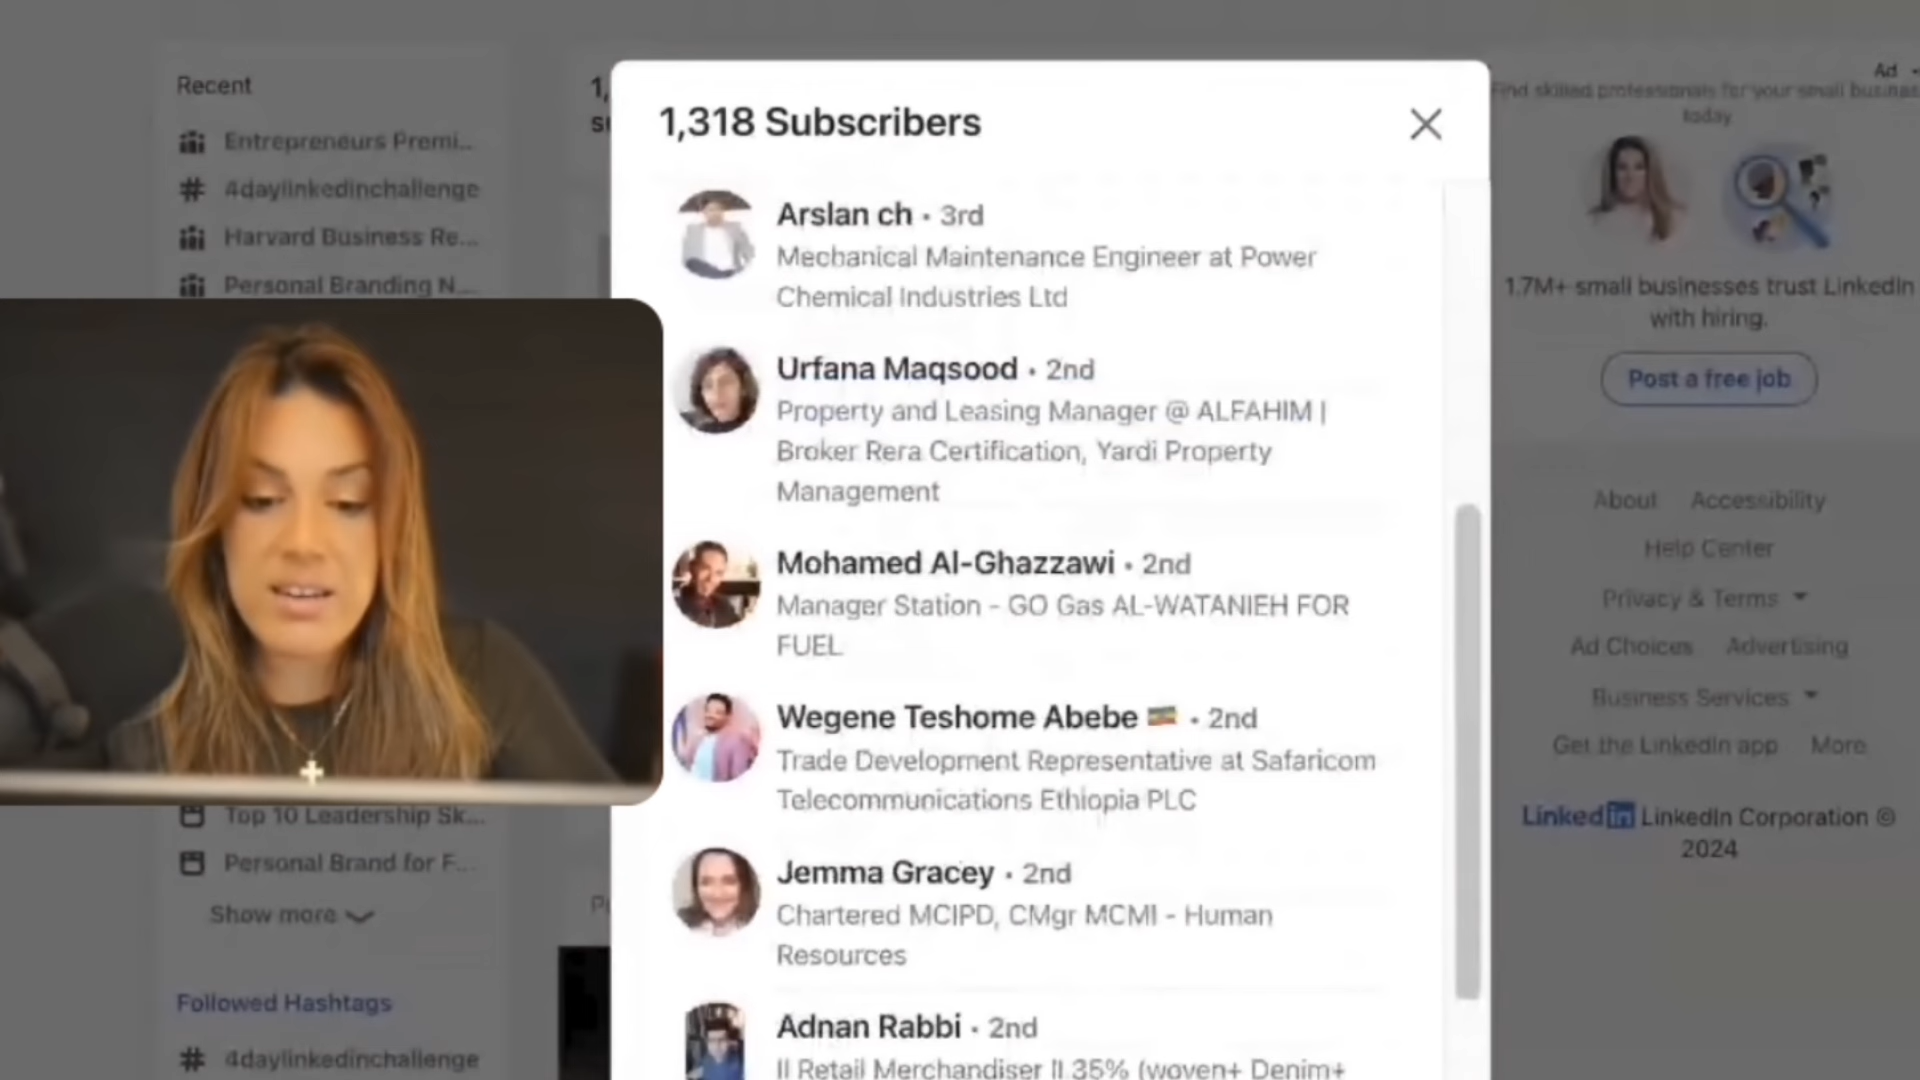 Recent
Entrepreneurs Premi...
# 4daylinkedinchallenge
Harvard Business Re...
Personal Branding N...
Top 10 Leadership Sk...
Personal Brand for F...
Show more
Followed Hashtags
# 4daylinkedinchallenge
1,318 Subscribers
Arslan ch • 3rd
Mechanical Maintenance Engineer at Power
Chemical Industries Ltd
Urfana Maqsood • 2nd
Property and Leasing Manager @ ALFAHIM |
Broker Rera Certification, Yardi Property
Management
Mohamed Al-Ghazzawi • 2nd
Manager Station - GO Gas AL-WATANIEH FOR
FUEL
Wegene Teshome Abebe • 2nd
Trade Development Representative at Safaricom
Telecommunications Ethiopia PLC
Jemma Gracey • 2nd
Chartered MCIPD, CMgr MCMI - Human
Resources
Adnan Rabbi • 2nd
II Retail Merchandiser II 35% (woven+ Denim+
Ad
Find skilled professionals for your small business
today
1.7M+ small businesses trust LinkedIn
with hiring.
Post a free job
About Accessibility
Help Center
Privacy & Terms
Ad Choices Advertising
Business Services
Get the LinkedIn app More
LinkedIn LinkedIn Corporation ©
2024